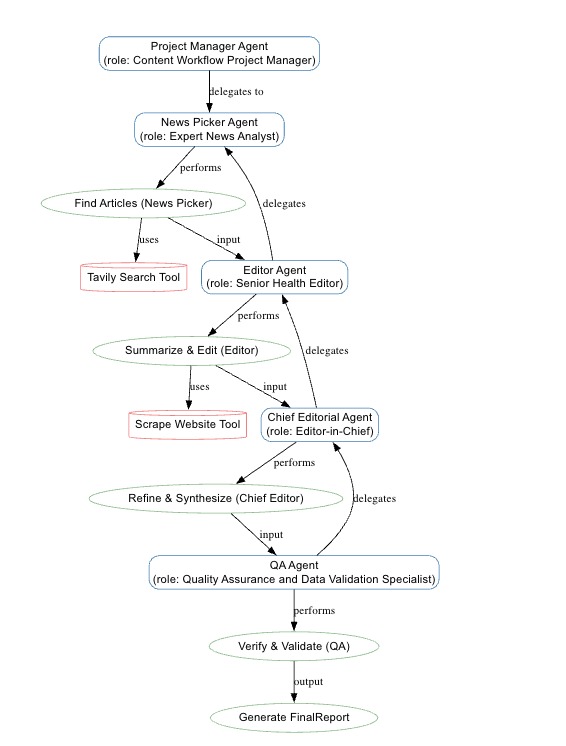 Project Manager Agent
(role: Content Workflow Project Manager)
delegates to
News Picker Agent
(role: Expert News Analyst)
performs
Find Articles (News Picker)
delegates
uses
input
Tavily Search Tool
Editor Agent
(role: Senior Health Editor)
performs
Summarize & Edit (Editor)
delegates
uses
input
Scrape Website Tool
Chief Editorial Agent
(role: Editor-in-Chief)
performs
Refine & Synthesize (Chief Editor)
delegates
input
QA Agent
(role: Quality Assurance and Data Validation Specialist)
performs
Verify & Validate (QA)
output
Generate FinalReport